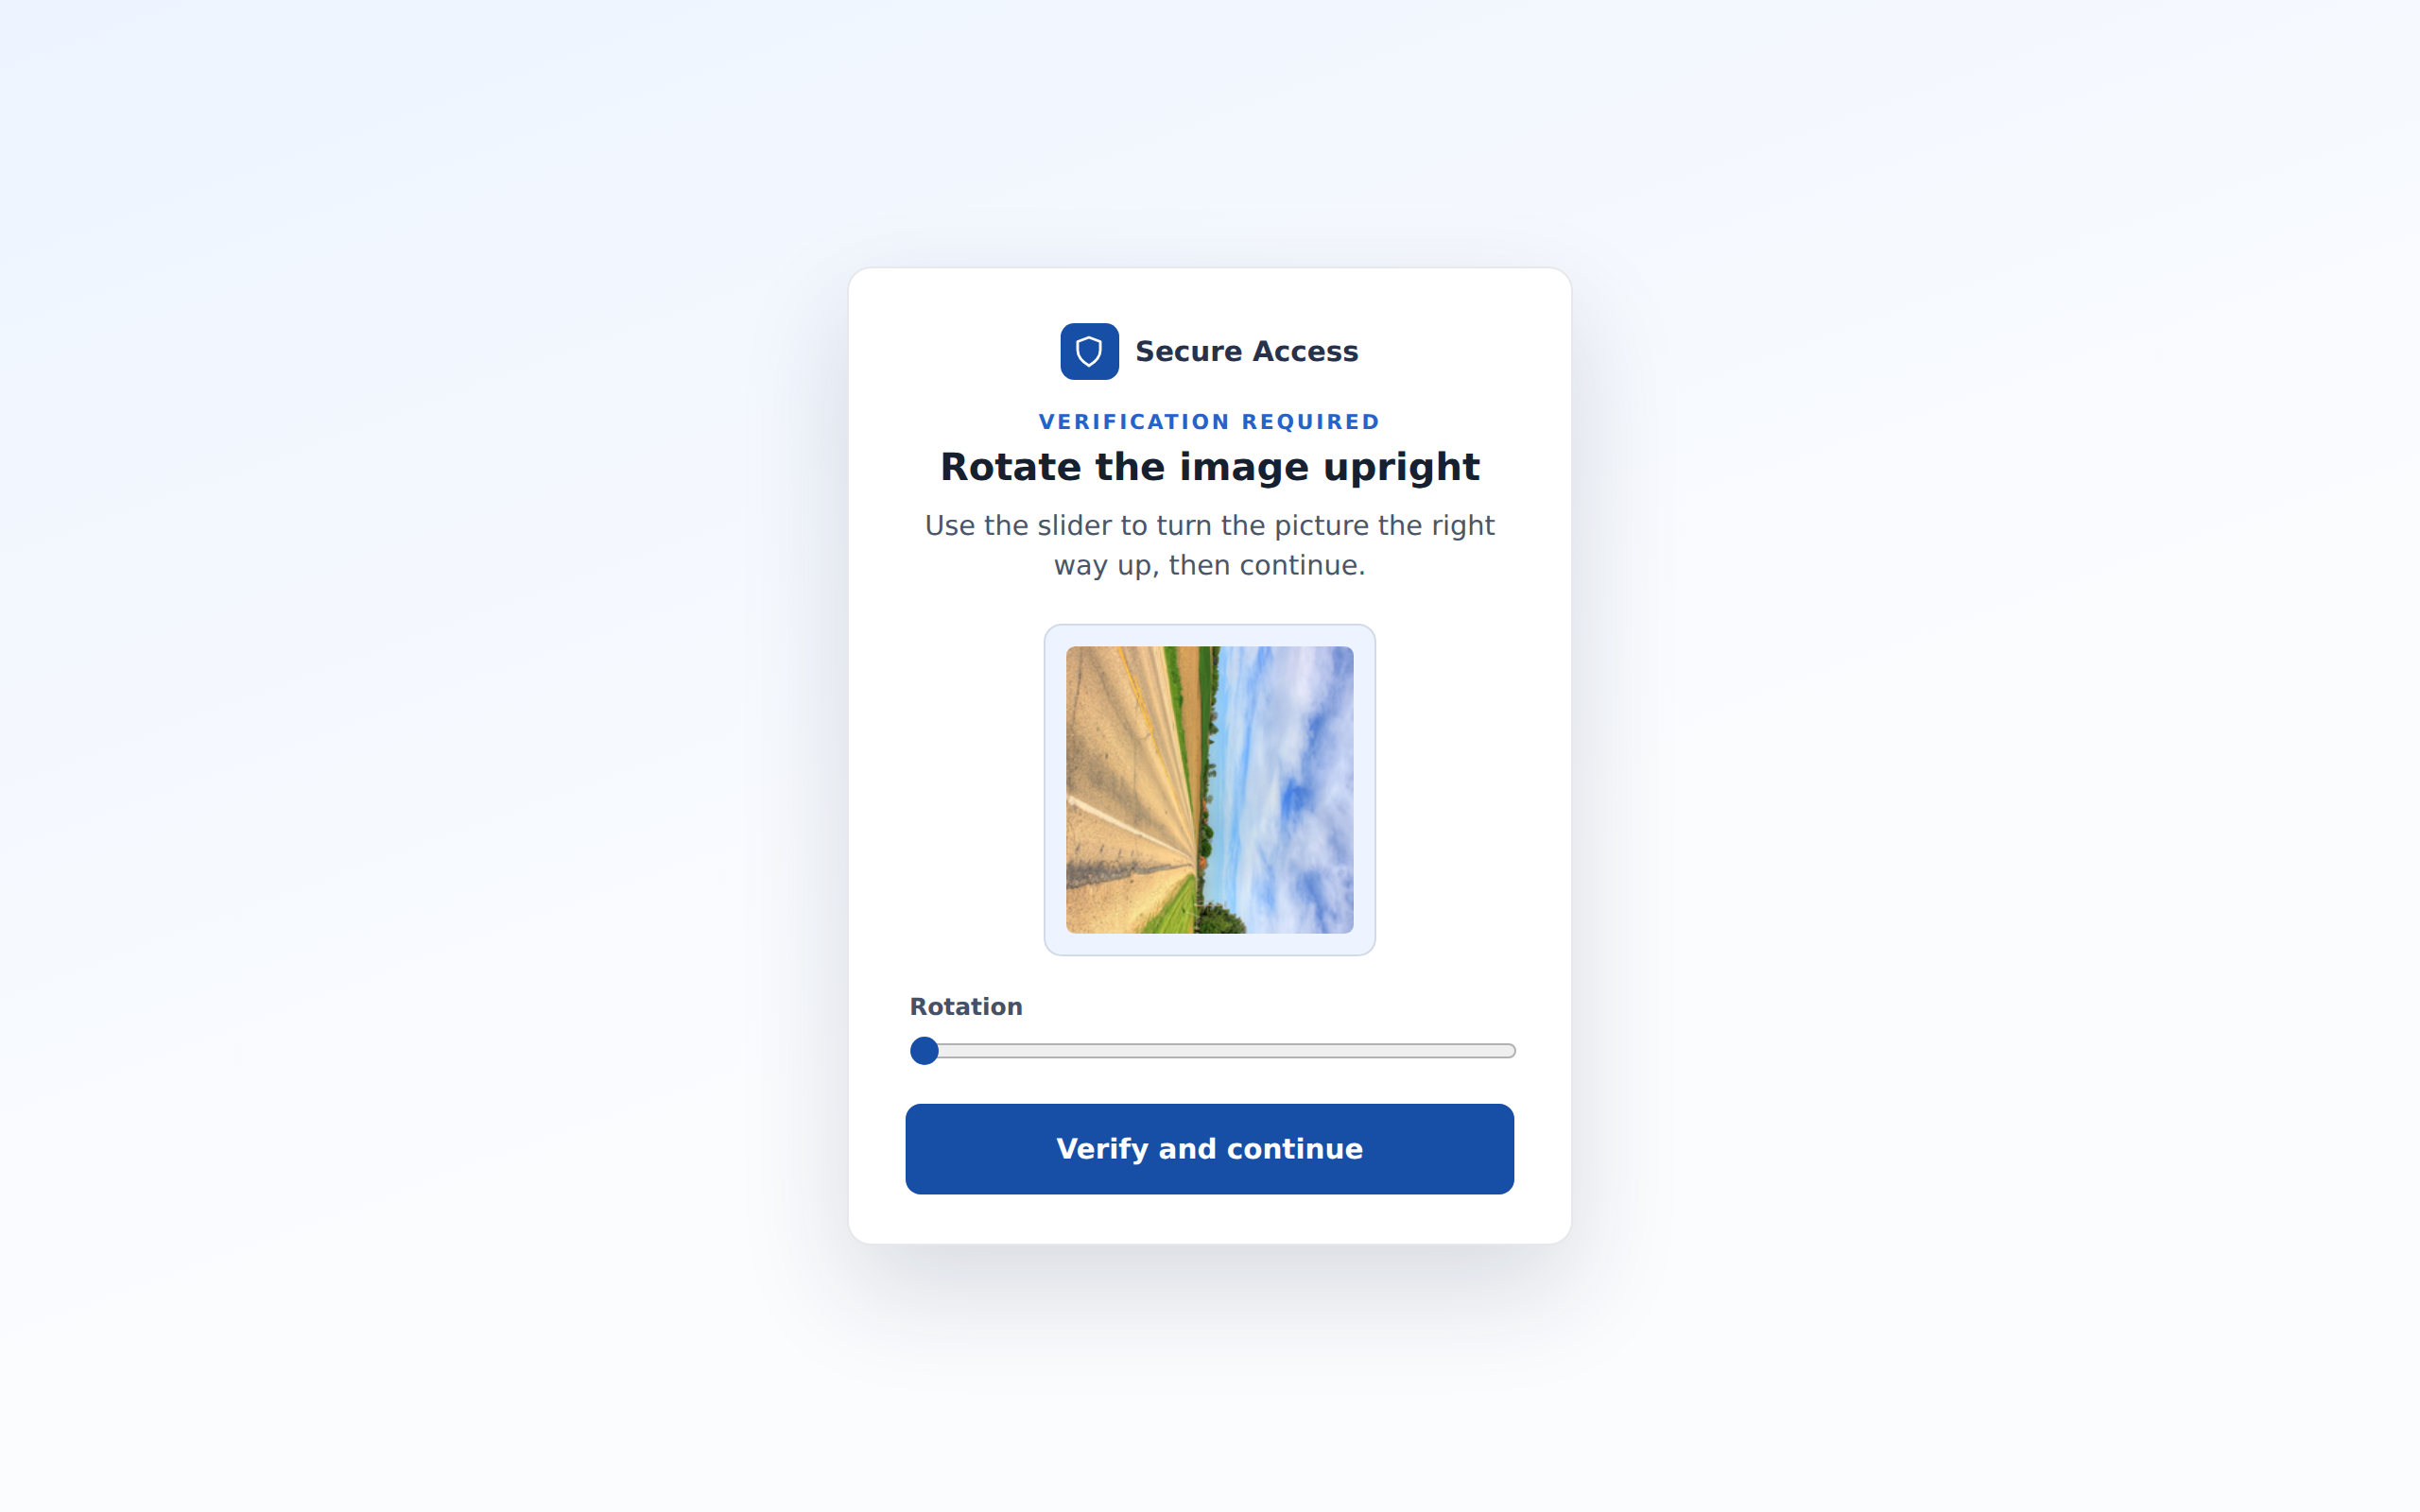 Secure Access
VERIFICATION REQUIRED
Rotate the image upright
Use the slider to turn the picture the right
way up, then continue.
Rotation
Verify and continue